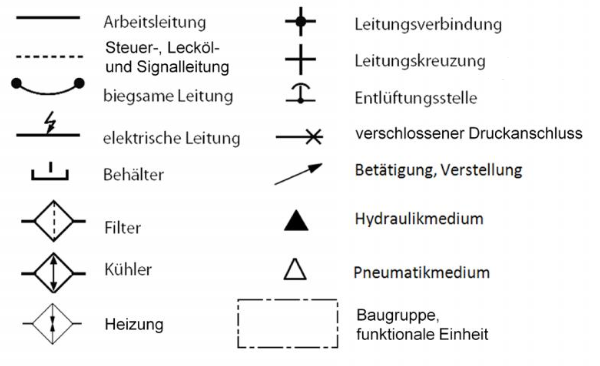 Arbeitsleitung
Steuer-, Lecköl-
und Signalleitung
biegsame Leitung
elektrische Leitung
Behälter
Filter
Kühler
Heizung
Leitungsverbindung
Leitungskreuzung
Entlüftungsstelle
verschlossener Druckanschluss
Betätigung, Verstellung
Hydraulikmedium
Pneumatikmedium
Baugruppe,
funktionale Einheit